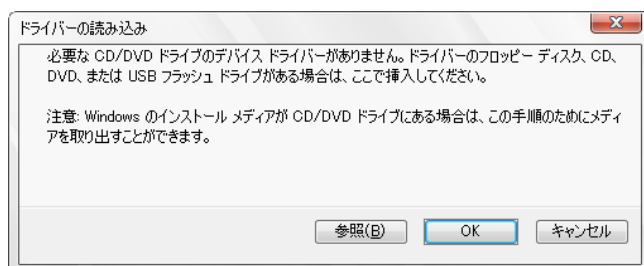 ドライバーの読み込み
必要な CD/DVD ドライブのデバイス ドライバーがありません。ドライバーのフロッピー ディスク、CD、
DVD、または USB フラッシュ ドライブがある場合は、ここで挿入してください。
注意: Windows のインストール メディアが CD/DVD ドライブにある場合は、この手順のためにメディ
アを取り出すことができます。
参照(B) OK キャンセル